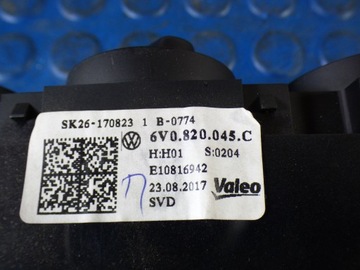 SK26-170823 1 B-0774
6V0.820.045.C
H:H01 S:0204
E10816942
23.08.2017
SVD
Valeo